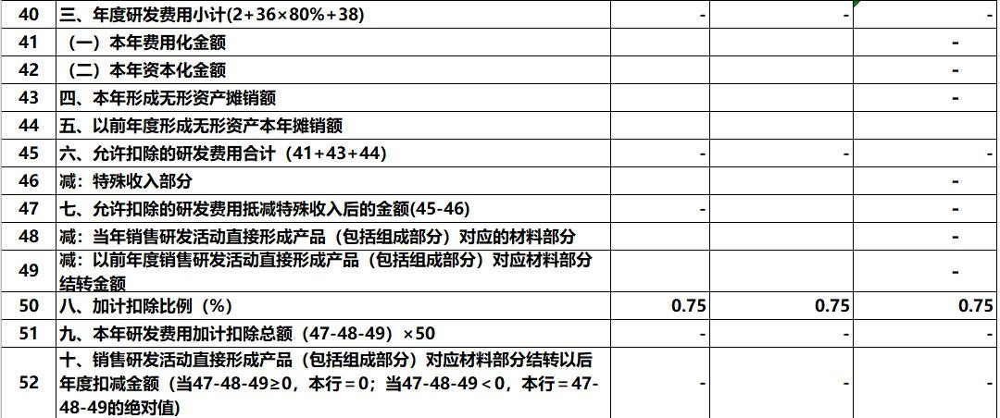 40 三、年度研发费用小计(2+36×80%+38) - - -
41 （一）本年费用化金额 -
42 （二）本年资本化金额 -
43 四、本年形成无形资产摊销额 -
44 五、以前年度形成无形资产本年摊销额
45 六、允许扣除的研发费用合计（41+43+44） - - -
46 减：特殊收入部分 -
47 七、允许扣除的研发费用抵减特殊收入后的金额(45-46) - -
48 减：当年销售研发活动直接形成产品（包括组成部分）对应的材料部分 -
49 减：以前年度销售研发活动直接形成产品（包括组成部分）对应材料部分
结转金额 -
50 八、加计扣除比例（%） 0.75 0.75 0.75
51 九、本年研发费用加计扣除总额（47-48-49）×50 - - -
52 十、销售研发活动直接形成产品（包括组成部分）对应材料部分结转以后
年度扣减金额（当47-48-49≥0，本行＝0；当47-48-49＜0，本行＝47-
48-49的绝对值） - - -